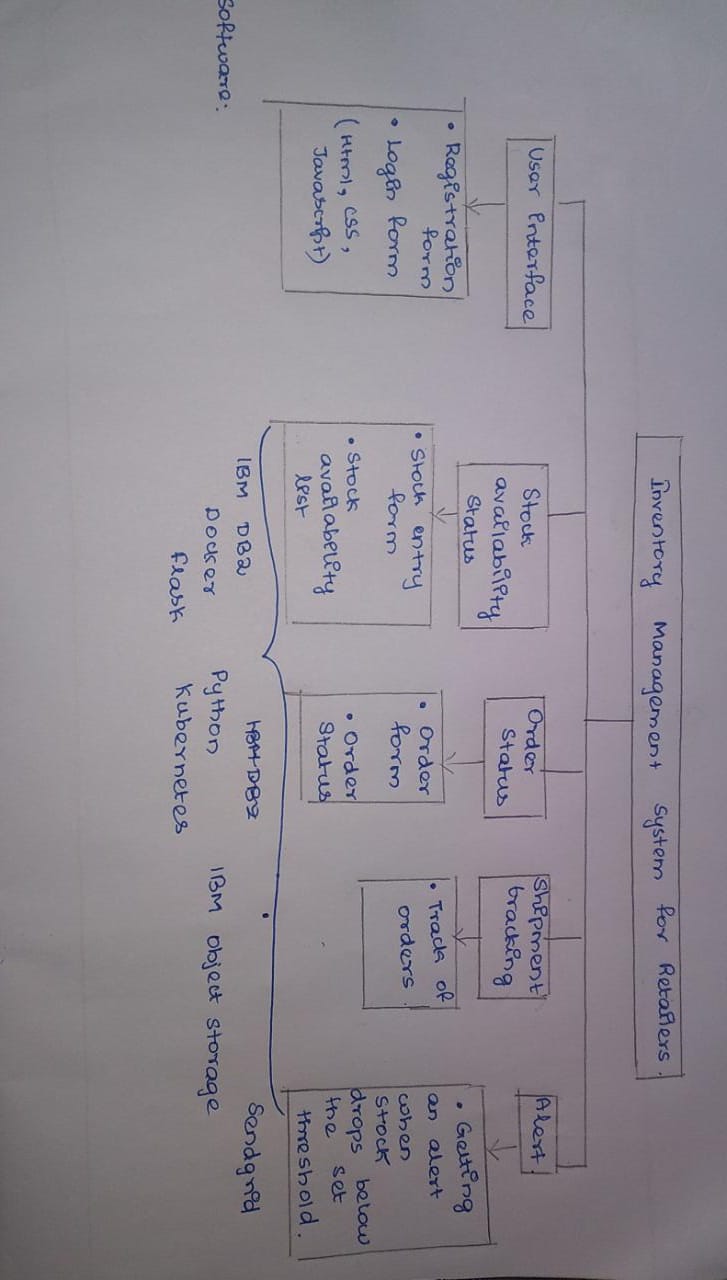 Inventory Management System for Retailers.
User interface
Stock
availability
status
Order
Status
Shipment
tracking
Alert.
• Registration
form
• Login form
(Html, CSS,
Javascript)
• Stock entry
form
• Stock
availability
list
• Order
form
• Order
Status
• Track of
orders.
• Getting
an alert
when
stock
drops below
the set
threshold.
Software:
IBM DB2
Docker
flask
IBM DB2
Python
Kubernetes
IBM object storage
Sendgrid